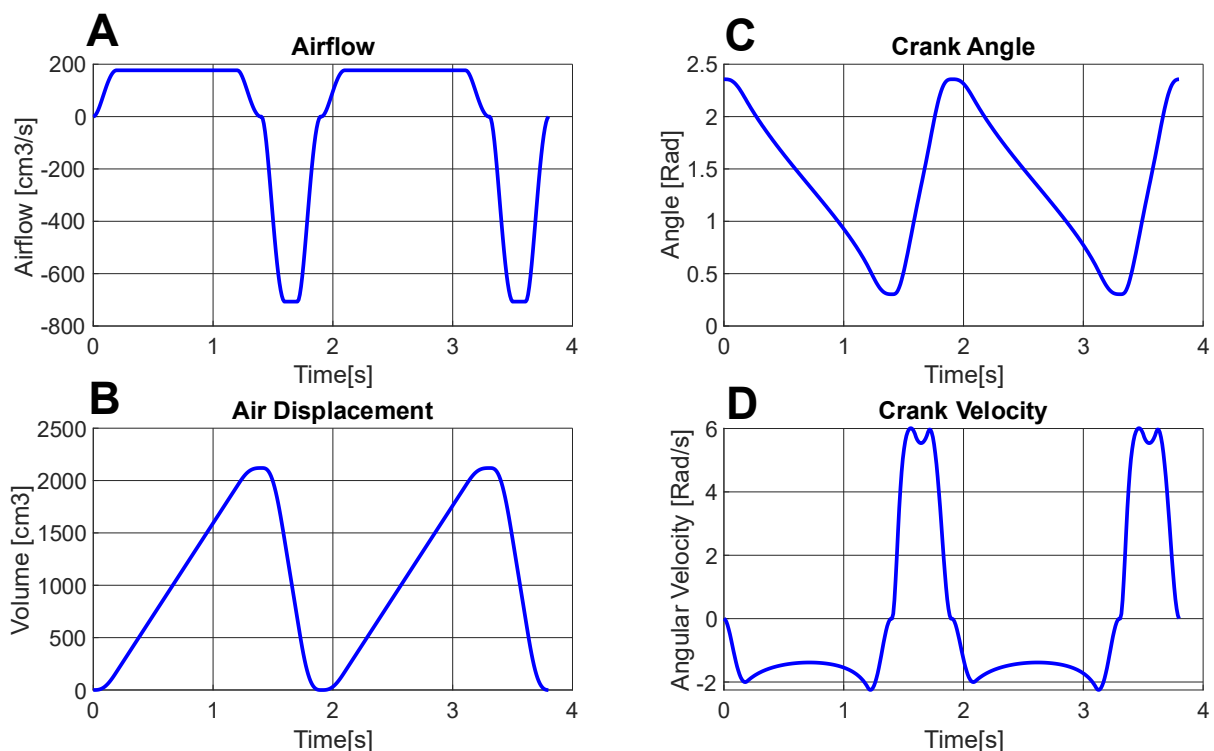 A
Airflow
200
0
-200
-400
-600
-800
Airflow [cm3/s]
0 1 2 3 4
Time[s]
B
Air Displacement
2500
2000
1500
1000
500
0
Volume [cm3]
0 1 2 3 4
Time[s]
C
Crank Angle
2.5
2
1.5
1
0.5
0
Angle [Rad]
0 1 2 3 4
Time[s]
D
Crank Velocity
6
4
2
0
-2
Angular Velocity [Rad/s]
0 1 2 3 4
Time[s]